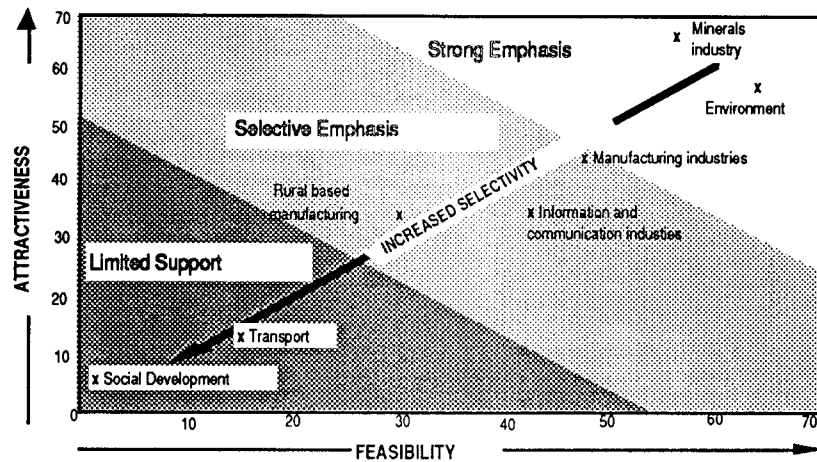 70
60
50
40
30
20
10
0
ATTRACTIVENESS
Strong Emphasis
x Minerals
industry
x
Environment
Selective Emphasis
x Manufacturing industries
Rural based
manufacturing x
INCREASED SELECTIVITY
x Information and
communication industies
Limited Support
x Transport
x Social Development
10
20
30
40
50
60
70
FEASIBILITY